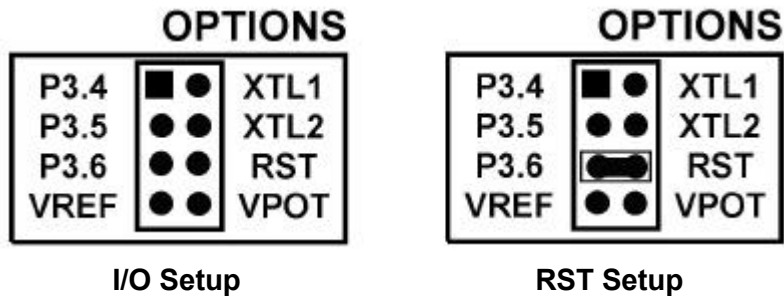 OPTIONS
P3.4 XTL1
P3.5 XTL2
P3.6 RST
VREF VPOT
I/O Setup
OPTIONS
P3.4 XTL1
P3.5 XTL2
P3.6 RST
VREF VPOT
RST Setup